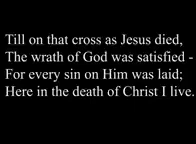 Till on that cross as Jesus died,
The wrath of God was satisfied -
For every sin on Him was laid;
Here in the death of Christ I live.